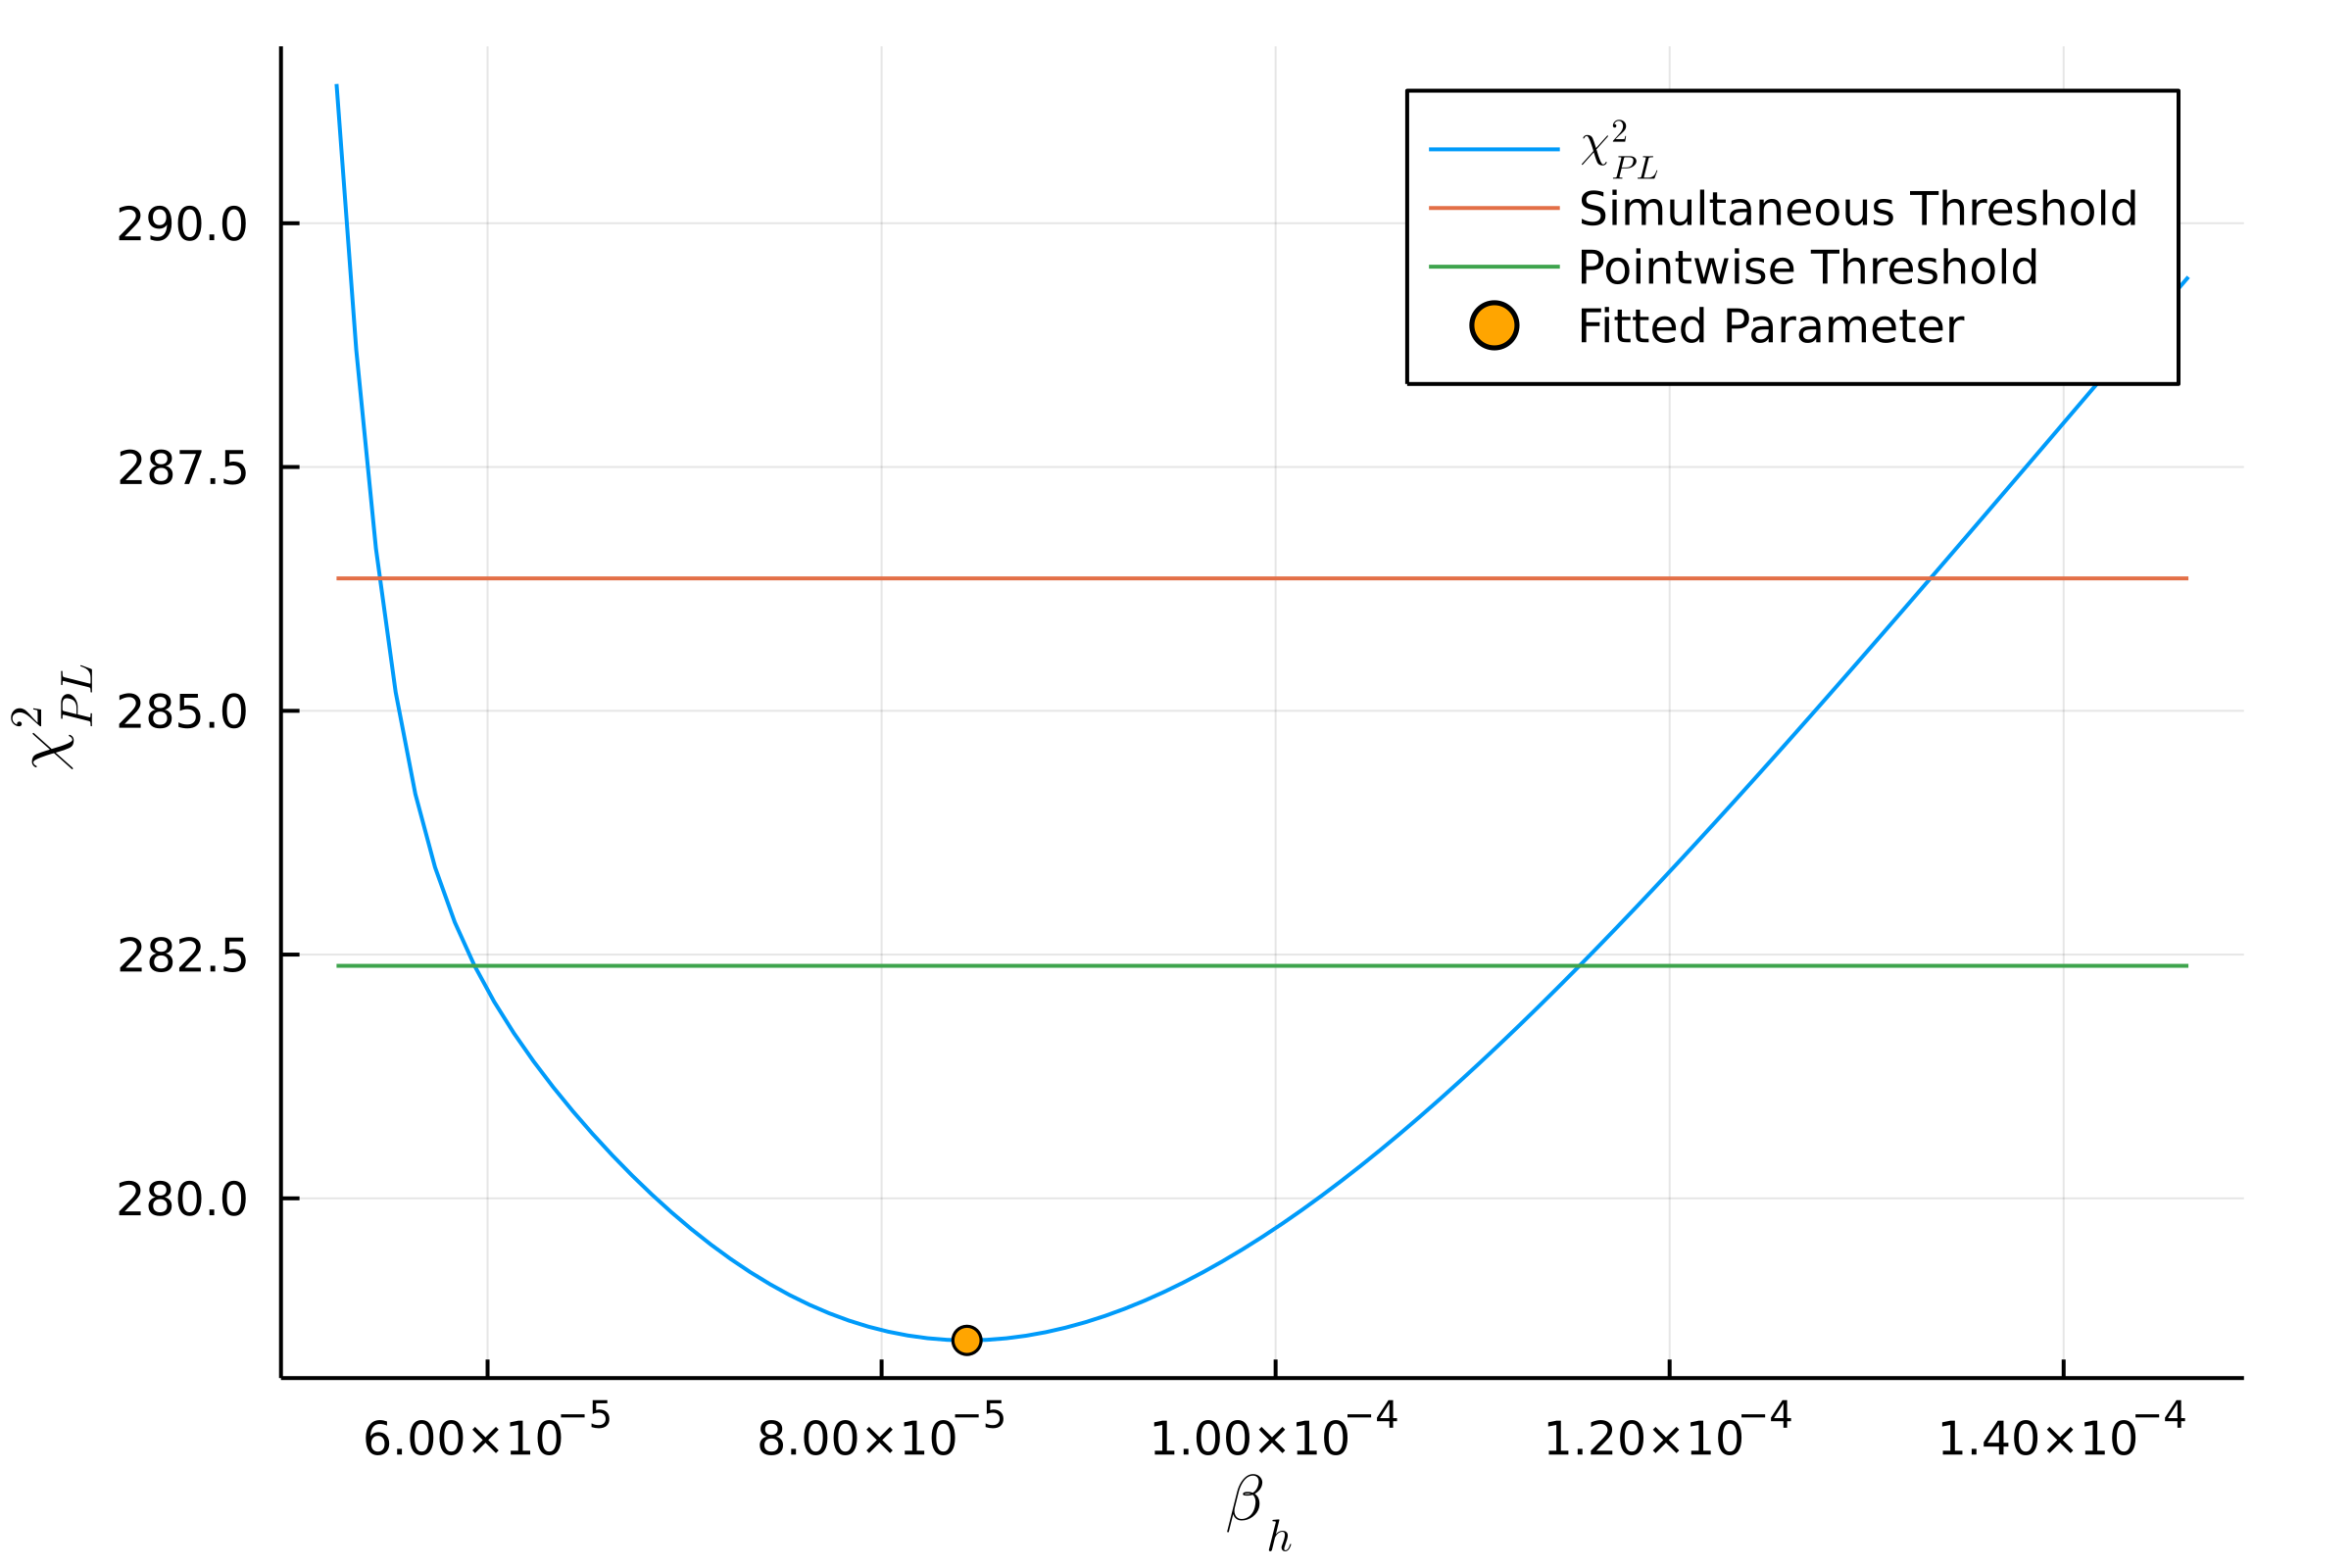 χ²_PL
Simultaneous Threshold
Pointwise Threshold
Fitted Parameter
290.0
287.5
285.0
282.5
280.0
χ²_PL
6.00×10⁻⁵ 8.00×10⁻⁵ 1.00×10⁻⁴ 1.20×10⁻⁴ 1.40×10⁻⁴
β_h